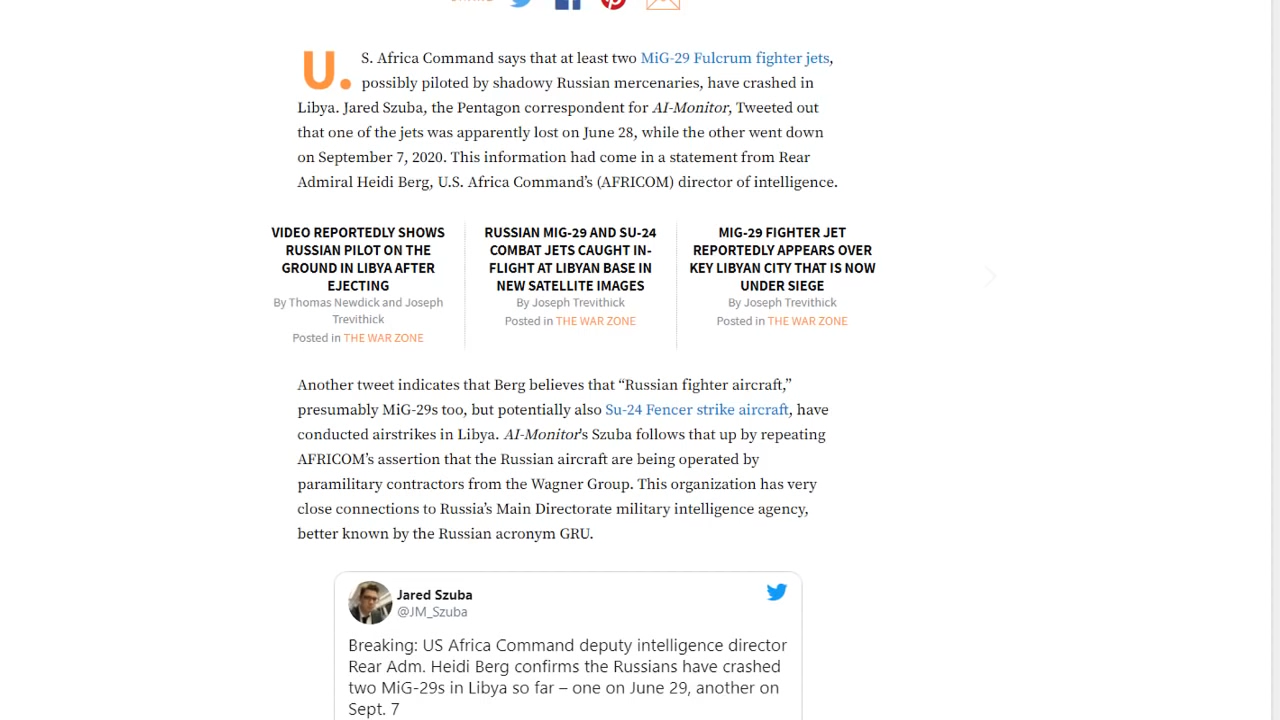 U.
S. Africa Command says that at least two MiG-29 Fulcrum fighter jets,
possibly piloted by shadowy Russian mercenaries, have crashed in
Libya. Jared Szuba, the Pentagon correspondent for AI-Monitor, Tweeted out
that one of the jets was apparently lost on June 28, while the other went down
on September 7, 2020. This information had come in a statement from Rear
Admiral Heidi Berg, U.S. Africa Command’s (AFRICOM) director of intelligence.
VIDEO REPORTEDLY SHOWS
RUSSIAN PILOT ON THE
GROUND IN LIBYA AFTER
EJECTING
By Thomas Newdick and Joseph
Trevithick
Posted in THE WAR ZONE
RUSSIAN MIG-29 AND SU-24
COMBAT JETS CAUGHT IN-
FLIGHT AT LIBYAN BASE IN
NEW SATELLITE IMAGES
By Joseph Trevithick
Posted in THE WAR ZONE
MIG-29 FIGHTER JET
REPORTEDLY APPEARS OVER
KEY LIBYAN CITY THAT IS NOW
UNDER SIEGE
By Joseph Trevithick
Posted in THE WAR ZONE
Another tweet indicates that Berg believes that “Russian fighter aircraft,”
presumably MiG-29s too, but potentially also Su-24 Fencer strike aircraft, have
conducted airstrikes in Libya. AI-Monitor's Szuba follows that up by repeating
AFRICOM’s assertion that the Russian aircraft are being operated by
paramilitary contractors from the Wagner Group. This organization has very
close connections to Russia’s Main Directorate military intelligence agency,
better known by the Russian acronym GRU.
Jared Szuba
@JM_Szuba
Breaking: US Africa Command deputy intelligence director
Rear Adm. Heidi Berg confirms the Russians have crashed
two MiG-29s in Libya so far – one on June 29, another on
Sept. 7